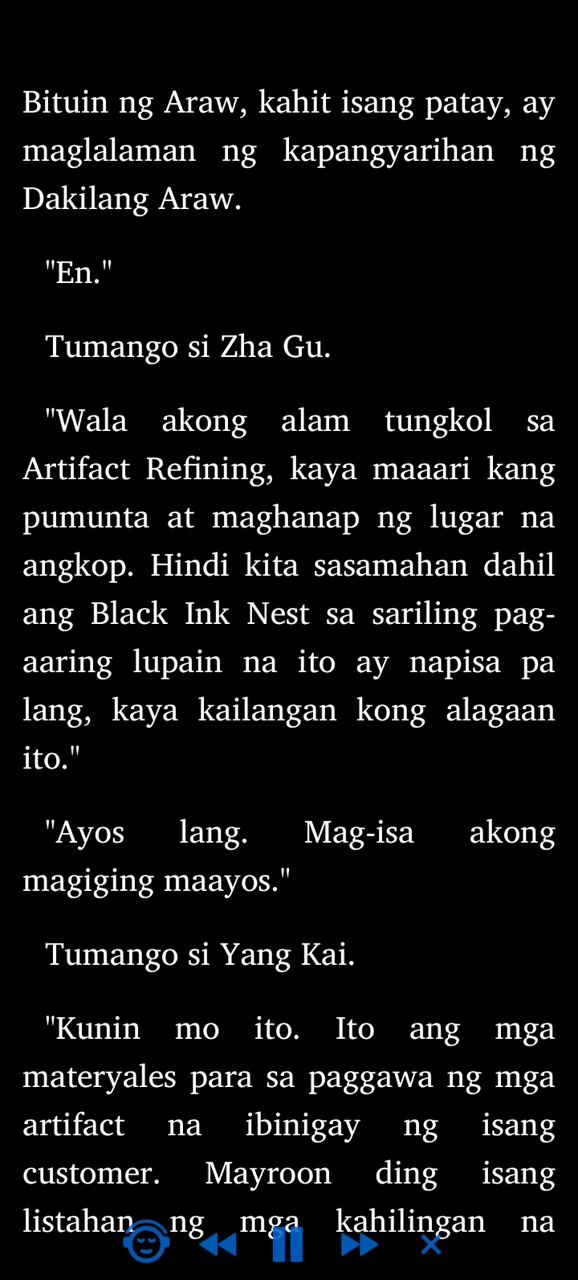 Bituin ng Araw, kahit isang patay, ay
maglalaman ng kapangyarihan ng
Dakilang Araw.
"En."
Tumango si Zha Gu.
"Wala akong alam tungkol sa
Artifact Refining, kaya maaari kang
pumunta at maghanap ng lugar na
angkop. Hindi kita sasamahan dahil
ang Black Ink Nest sa sariling pag-
aaring lupain na ito ay napisa pa
lang, kaya kailangan kong alagaan
ito."
"Ayos lang. Mag-isa akong
magiging maayos."
Tumango si Yang Kai.
"Kunin mo ito. Ito ang mga
materyales para sa paggawa ng mga
artifact na ibinigay ng isang
customer. Mayroon ding isang
listahan ng mga kahilingan na